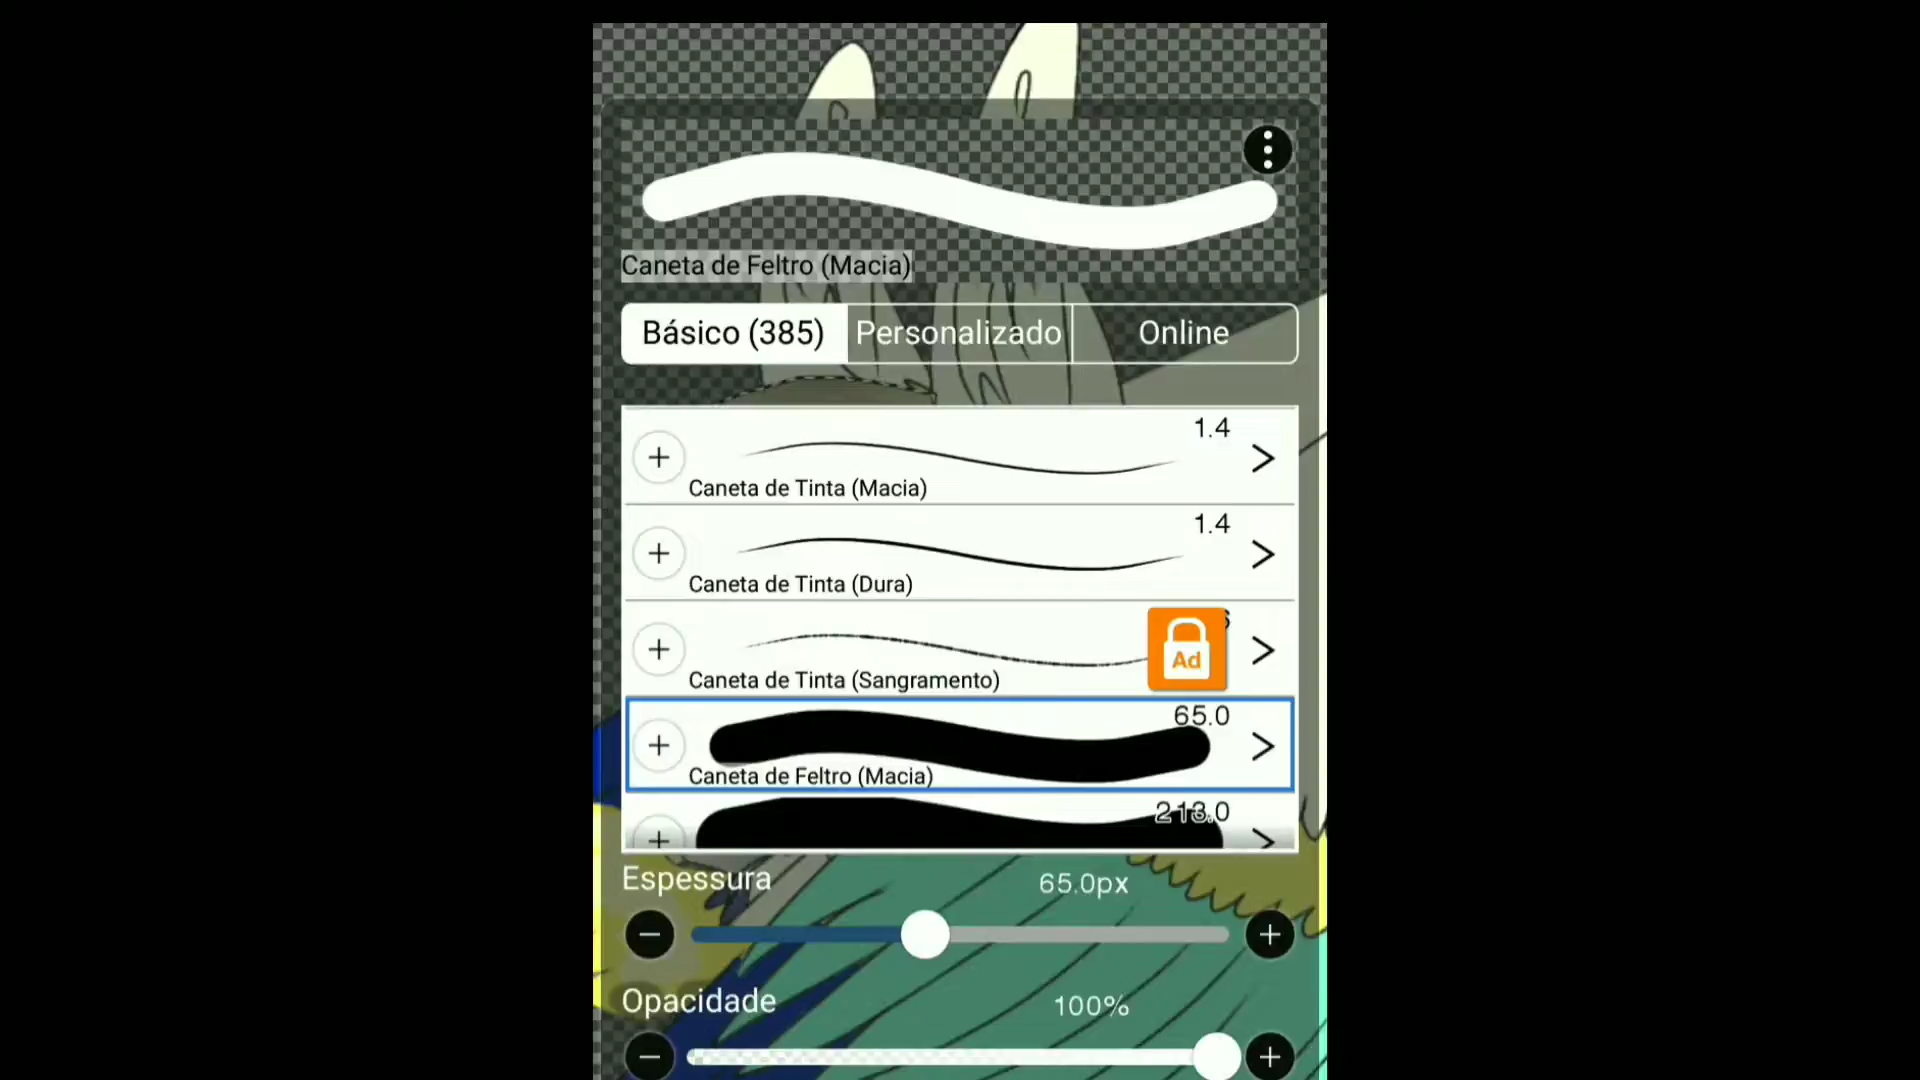 Caneta de Feltro (Macia)
Básico (385) Personalizado Online
1.4
Caneta de Tinta (Macia)
1.4
Caneta de Tinta (Dura)
Ad
Caneta de Tinta (Sangramento)
65.0
Caneta de Feltro (Macia)
213.0
Espessura 65.0px
Opacidade 100%